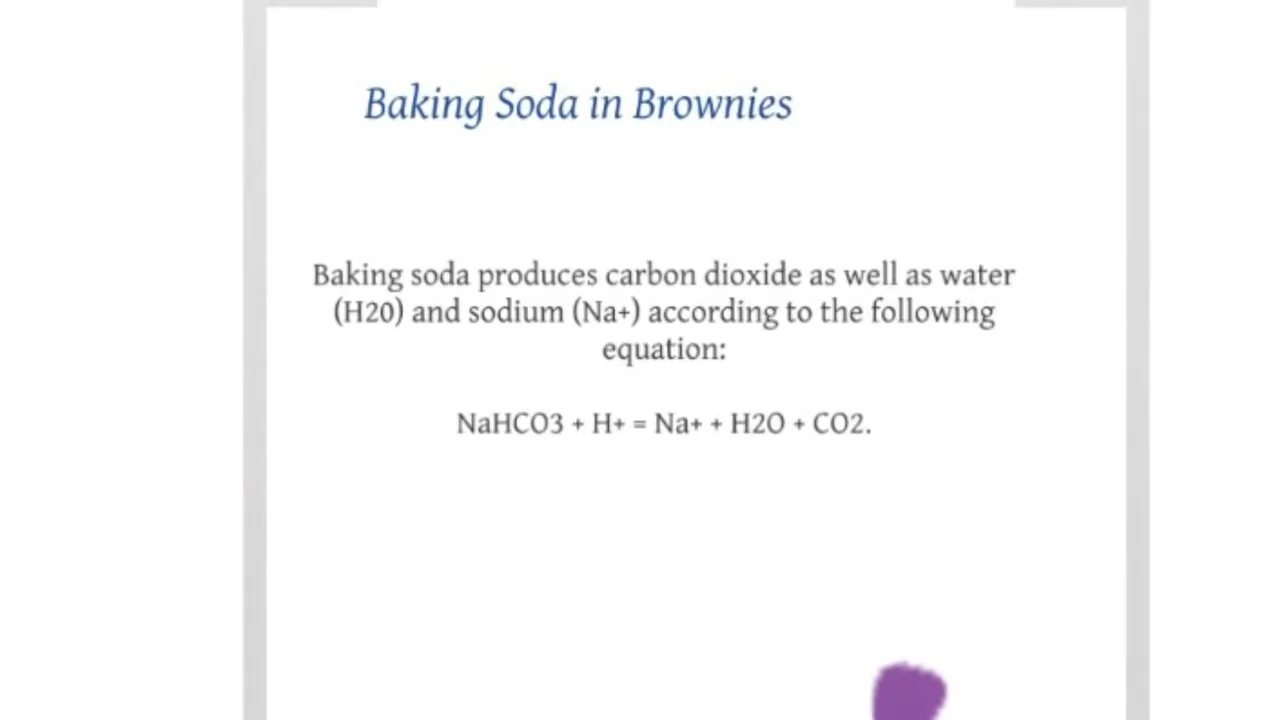 Baking Soda in Brownies
Baking soda produces carbon dioxide as well as water
(H20) and sodium (Na+) according to the following
equation:
NaHCO3 + H+ = Na+ + H2O + CO2.